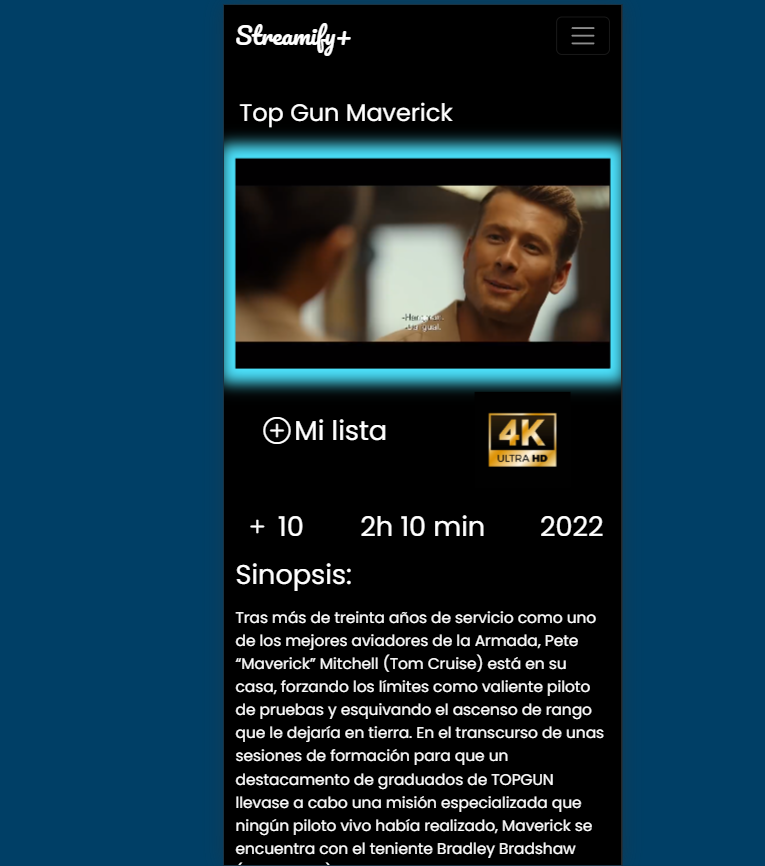 Streamify+
Top Gun Maverick
Mi lista
4K
ULTRA HD
+ 10 2h 10 min 2022
Sinopsis:
Tras más de treinta años de servicio como uno
de los mejores aviadores de la Armada, Pete
“Maverick” Mitchell (Tom Cruise) está en su
casa, forzando los límites como valiente piloto
de pruebas y esquivando el ascenso de rango
que le dejaría en tierra. En el transcurso de unas
sesiones de formación para que un
destacamento de graduados de TOPGUN
llevase a cabo una misión especializada que
ningún piloto vivo había realizado, Maverick se
encuentra con el teniente Bradley Bradshaw